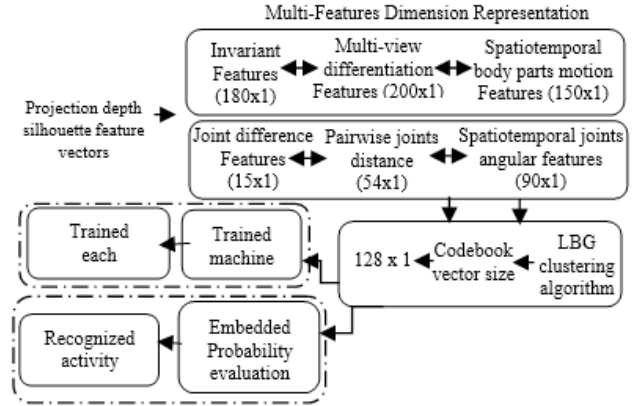 Multi-Features Dimension Representation
Invariant
Features
(180x1)
Multi-view
differentiation
Features (200x1)
Spatiotemporal
body parts motion
Features (150x1)
Projection depth
silhouette feature
vectors
Joint difference
Features
(15x1)
Pairwise joints
distance
(54x1)
Spatiotemporal joints
angular features
(90x1)
Trained
each
Trained
machine
128 x 1
Codebook
vector size
LBG
clustering
algorithm
Recognized
activity
Embedded
Probability
evaluation